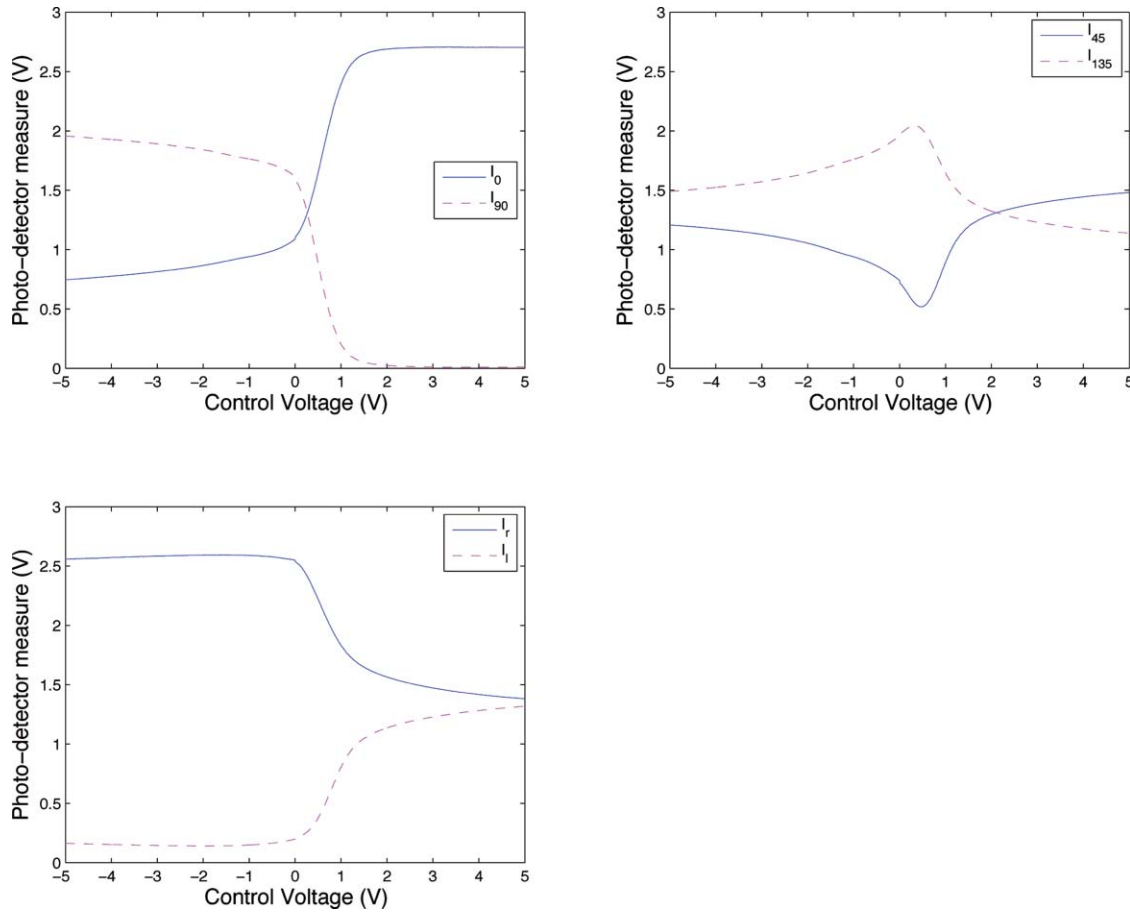 3
2.5
2
1.5
1
0.5
0
−5 −4 −3 −2 −1 0 1 2 3 4 5
Control Voltage (V)
Photo−detector measure (V)
I0
I90
3
2.5
2
1.5
1
0.5
0
−5 −4 −3 −2 −1 0 1 2 3 4 5
Control Voltage (V)
Photo−detector measure (V)
I45
I135
3
2.5
2
1.5
1
0.5
0
−5 −4 −3 −2 −1 0 1 2 3 4 5
Control Voltage (V)
Photo−detector measure (V)
Ir
Il